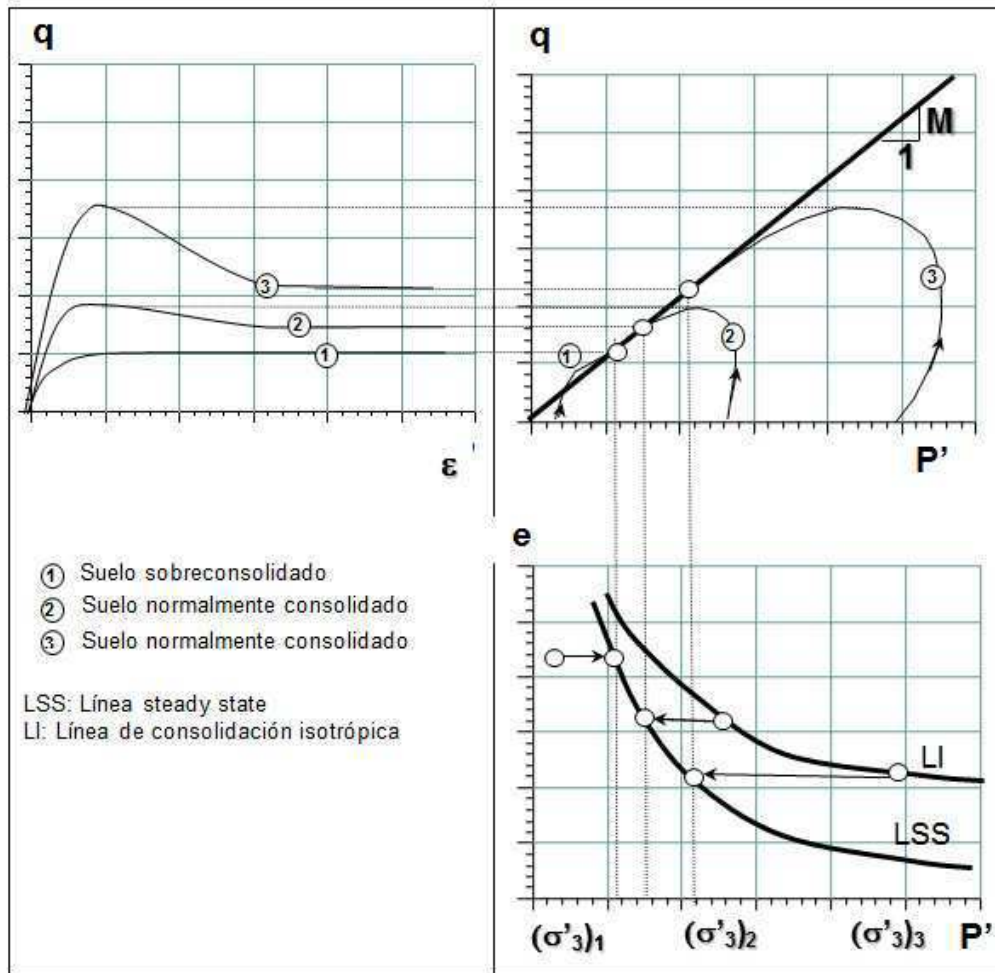 q
3
2
1
ε '
q
M
1
1
2
3
P'
① Suelo sobreconsolidado
② Suelo normalmente consolidado
③ Suelo normalmente consolidado
LSS: Línea steady state
LI: Línea de consolidación isotrópica
e
LI
LSS
(σ'₃)₁ (σ'₃)₂ (σ'₃)₃ P'